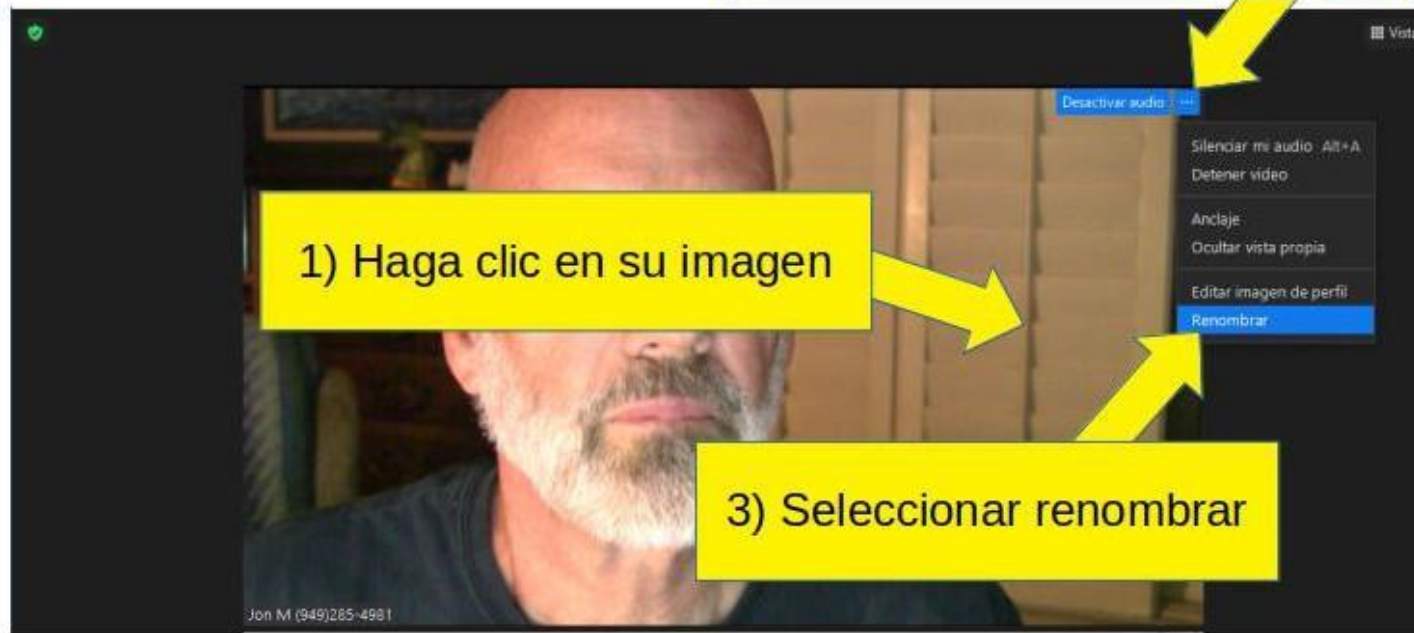 Vista
Desactivar audio ...
Silenciar mi audio Alt+A
Detener video
Anclaje
Ocultar vista propia
Editar imagen de perfil
Renombrar
1) Haga clic en su imagen
3) Seleccionar renombrar
Jon M (949)285-4981